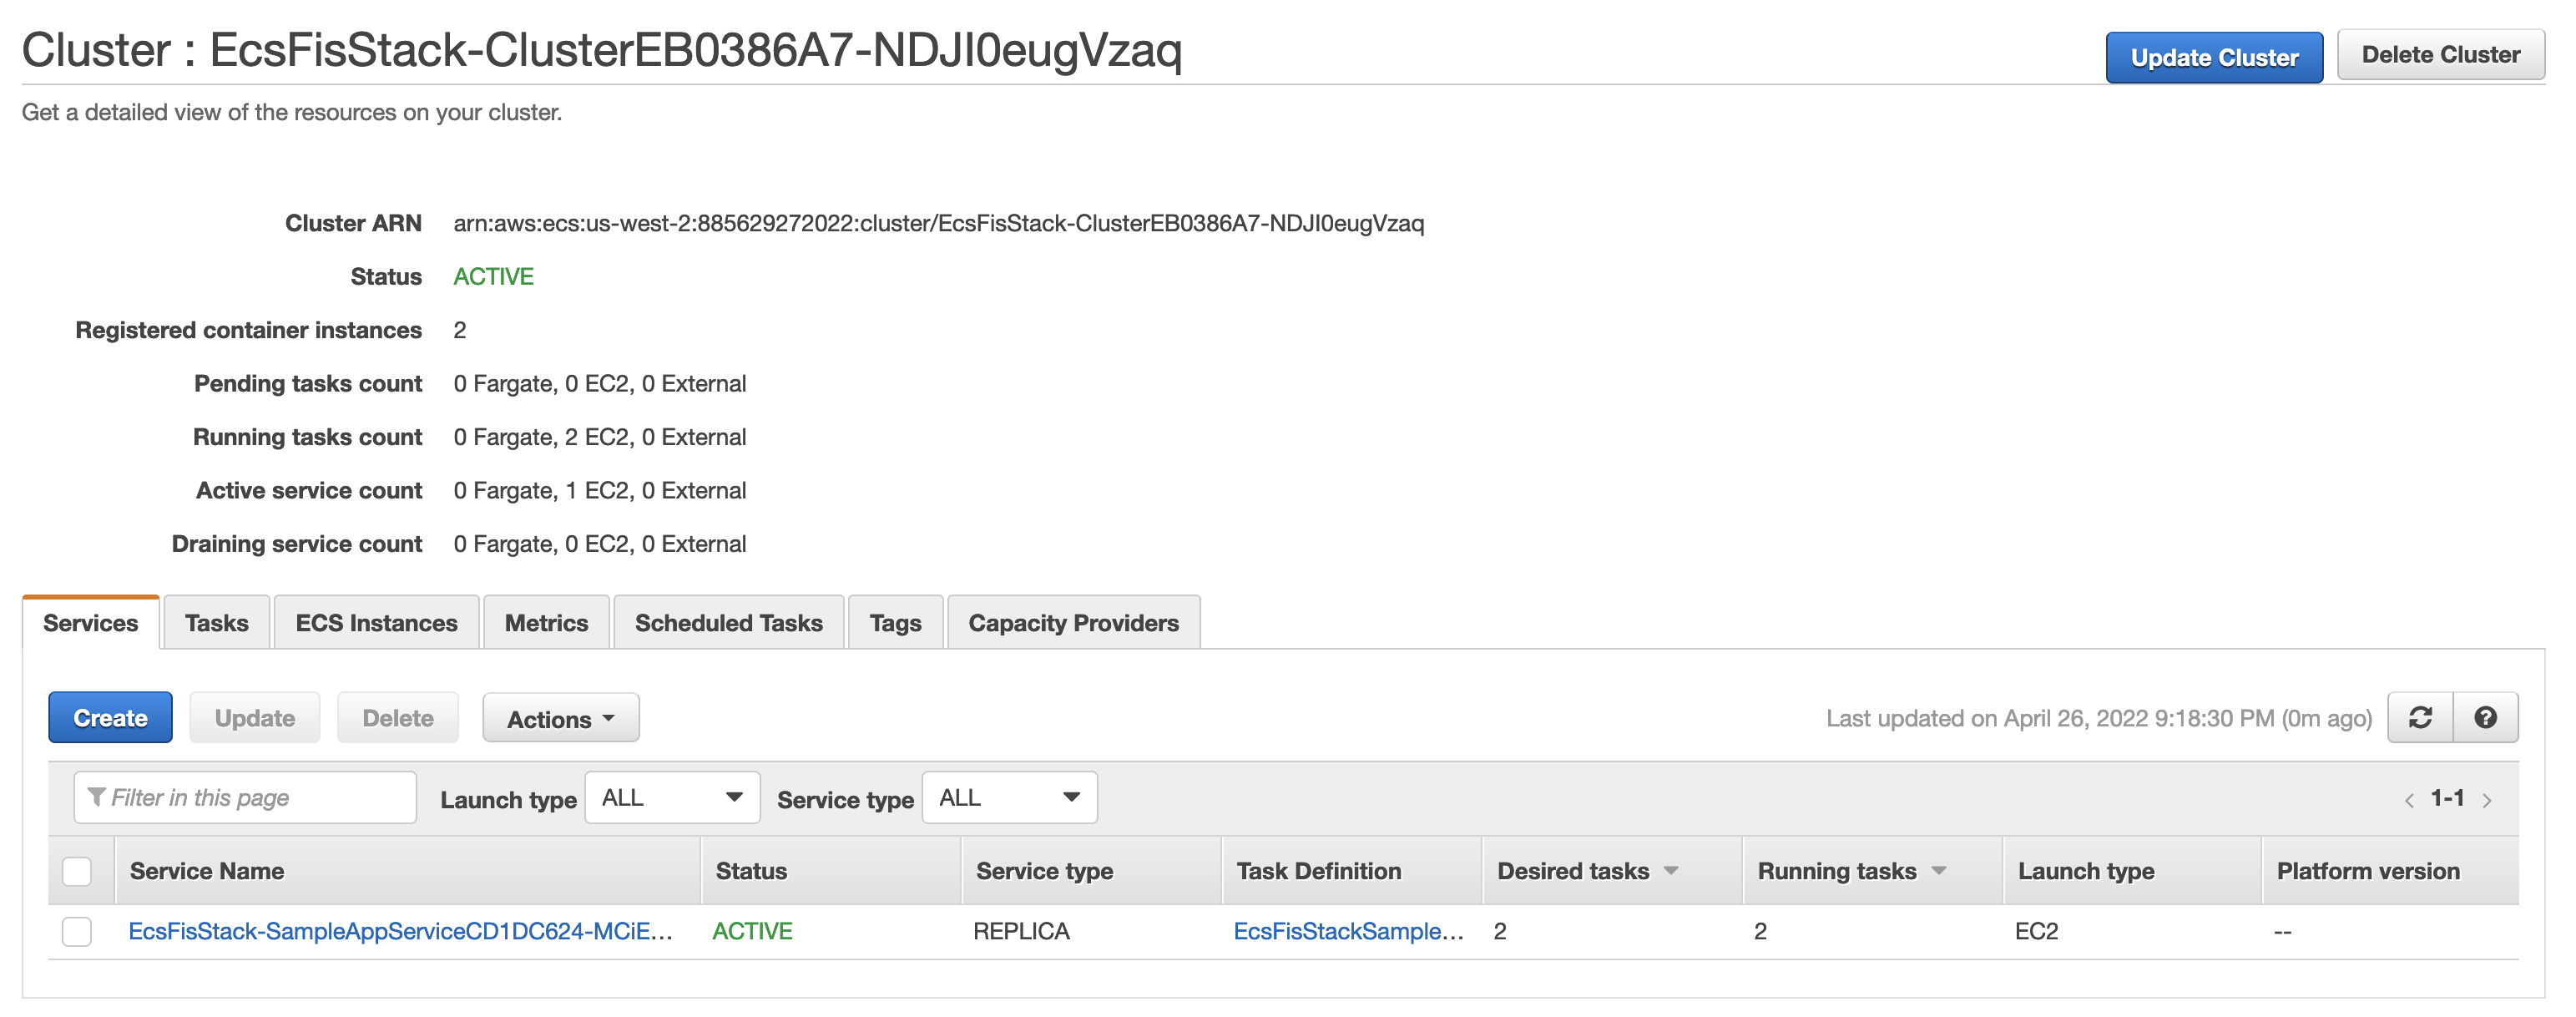 Cluster : EcsFisStack-ClusterEB0386A7-NDJI0eugVzaq
Update Cluster
Delete Cluster
Get a detailed view of the resources on your cluster.
Cluster ARN arn:aws:ecs:us-west-2:885629272022:cluster/EcsFisStack-ClusterEB0386A7-NDJI0eugVzaq
Status ACTIVE
Registered container instances 2
Pending tasks count 0 Fargate, 0 EC2, 0 External
Running tasks count 0 Fargate, 2 EC2, 0 External
Active service count 0 Fargate, 1 EC2, 0 External
Draining service count 0 Fargate, 0 EC2, 0 External
Services Tasks ECS Instances Metrics Scheduled Tasks Tags Capacity Providers
Create Update Delete Actions Last updated on April 26, 2022 9:18:30 PM (0m ago)
Filter in this page Launch type ALL Service type ALL 1-1
Service Name Status Service type Task Definition Desired tasks Running tasks Launch type Platform version
EcsFisStack-SampleAppServiceCD1DC624-MCiE... ACTIVE REPLICA EcsFisStackSample... 2 2 EC2 --